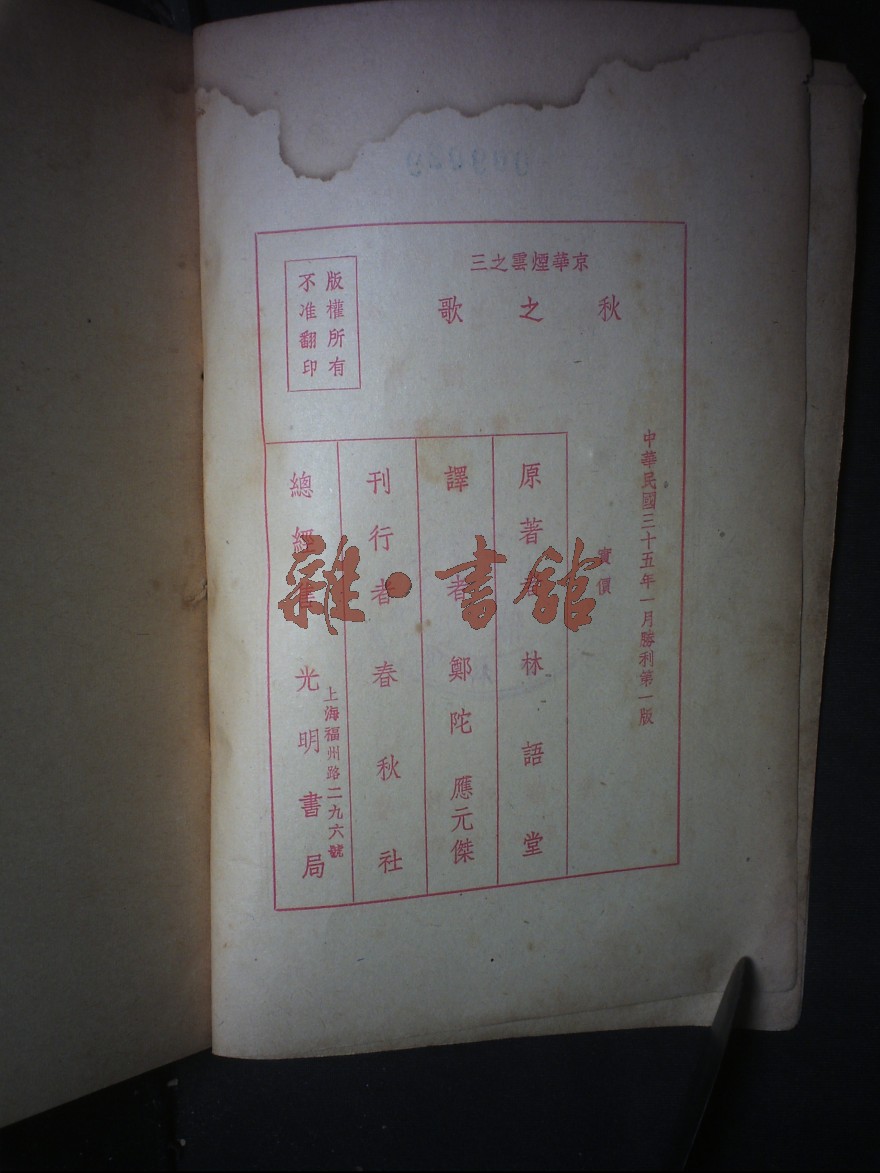 京華煙雲之三
秋之歌
版權所有
不准翻印
中華民國三十五年一月勝利第一版
實價
原著者林語堂
譯者鄭陀 應元傑
刊行者春秋社
總經售光明書局
上海福州路二九六號
雜·書館